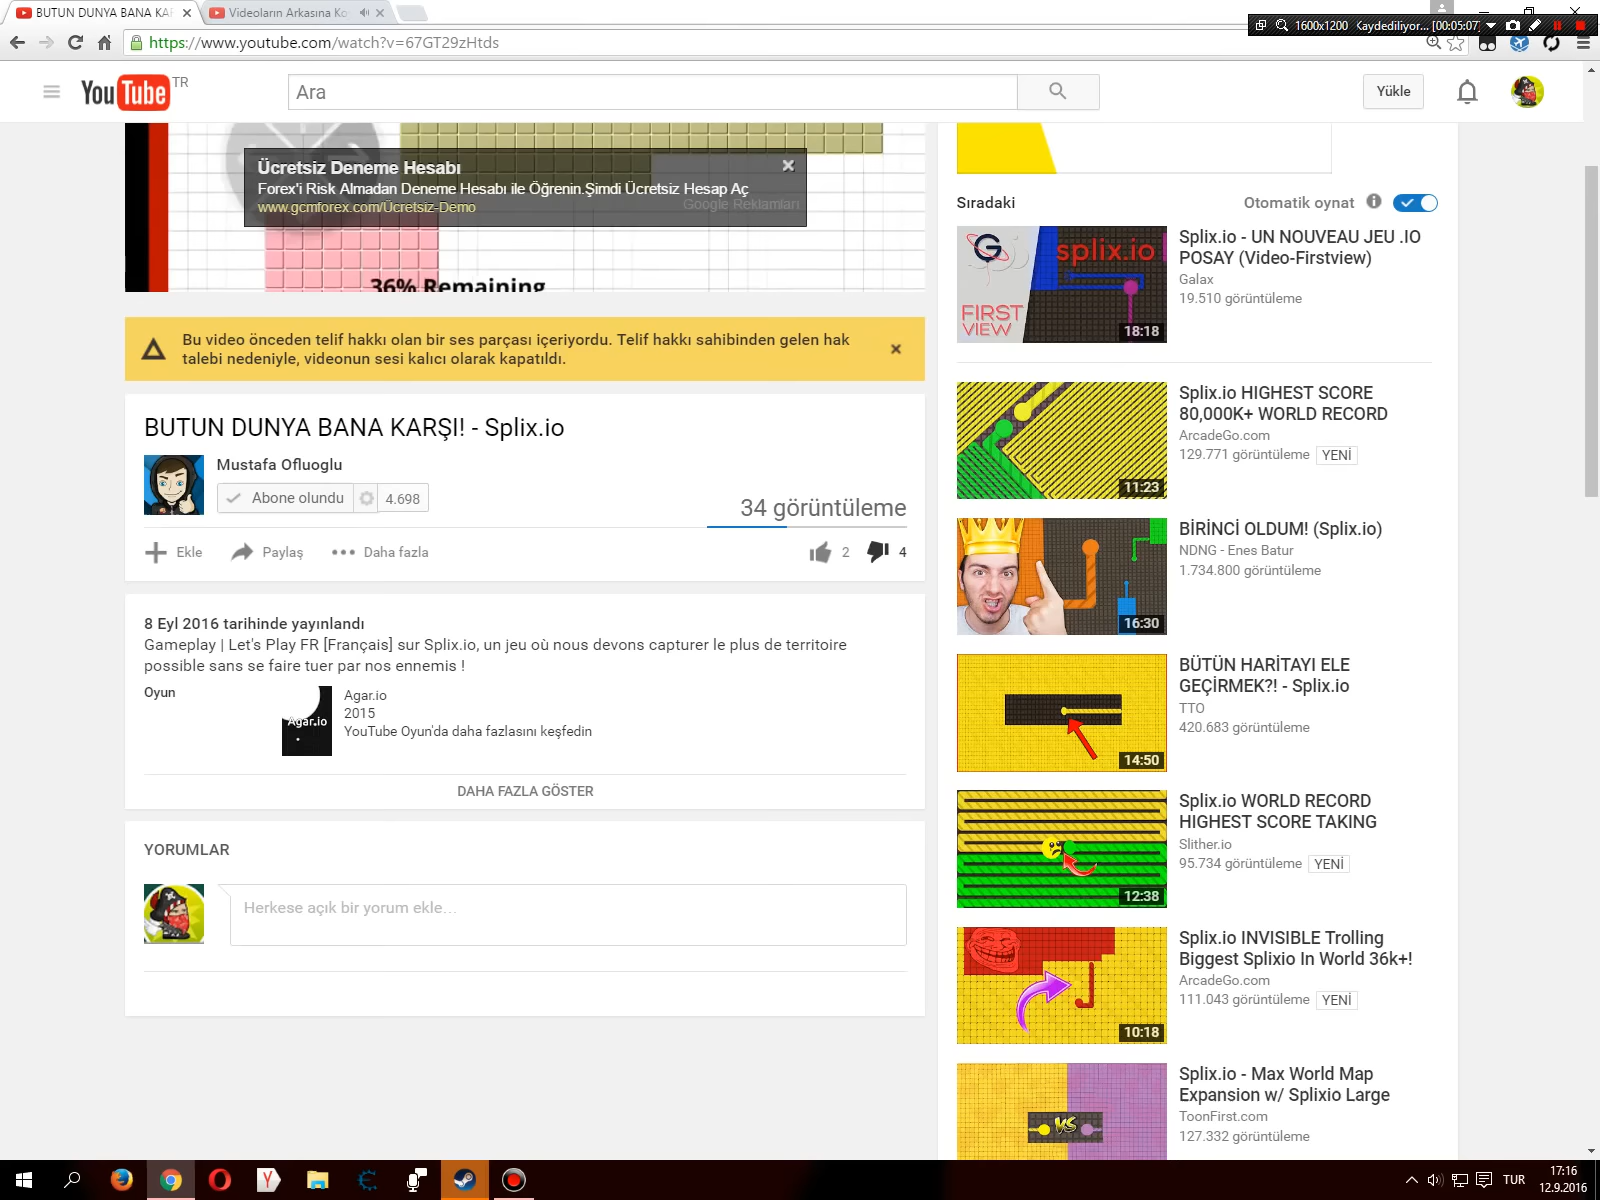 BUTUN DUNYA BANA KAR
Videoların Arkasına Ko
1600x1200 Kaydediliyor... [00:05:07]
https://www.youtube.com/watch?v=67GT29zHtds
YouTube TR
Ara
Yükle
Ücretsiz Deneme Hesabı
Forex'i Risk Almadan Deneme Hesabı ile Öğrenin.Şimdi Ücretsiz Hesap Aç
www.gcmforex.com/Ücretsiz-Demo
Google Reklamları
36% Remaining
Bu video önceden telif hakkı olan bir ses parçası içeriyordu. Telif hakkı sahibinden gelen hak
talebi nedeniyle, videonun sesi kalıcı olarak kapatıldı.
BUTUN DUNYA BANA KARŞI! - Splix.io
Mustafa Ofluoglu
Abone olundu 4.698
34 görüntüleme
Ekle Paylaş Daha fazla
2 4
8 Eyl 2016 tarihinde yayınlandı
Gameplay | Let's Play FR [Français] sur Splix.io, un jeu où nous devons capturer le plus de territoire
possible sans se faire tuer par nos ennemis !
Oyun
Agar.io
Agar.io
2015
YouTube Oyun'da daha fazlasını keşfedin
DAHA FAZLA GÖSTER
YORUMLAR
Herkese açık bir yorum ekle...
Sıradaki
Otomatik oynat
splix.io
FIRST
VIEW
18:18
Splix.io - UN NOUVEAU JEU .IO
POSAY (Video-Firstview)
Galax
19.510 görüntüleme
11:23
Splix.io HIGHEST SCORE
80,000K+ WORLD RECORD
ArcadeGo.com
129.771 görüntüleme YENİ
16:30
BİRİNCİ OLDUM! (Splix.io)
NDNG - Enes Batur
1.734.800 görüntüleme
14:50
BÜTÜN HARİTAYI ELE
GEÇİRMEK?! - Splix.io
TTO
420.683 görüntüleme
12:38
Splix.io WORLD RECORD
HIGHEST SCORE TAKING
Slither.io
95.734 görüntüleme YENİ
10:18
Splix.io INVISIBLE Trolling
Biggest Splixio In World 36k+!
ArcadeGo.com
111.043 görüntüleme YENİ
VS
Splix.io - Max World Map
Expansion w/ Splixio Large
ToonFirst.com
127.332 görüntüleme
TUR
17:16
12.9.2016